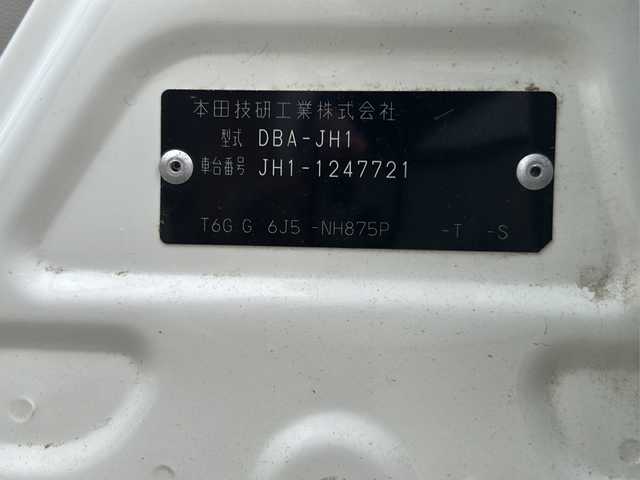 本田技研工業株式会社
型式 DBA-JH1
車台番号 JH1-1247721
T6G G 6J5 -NH875P -T -S